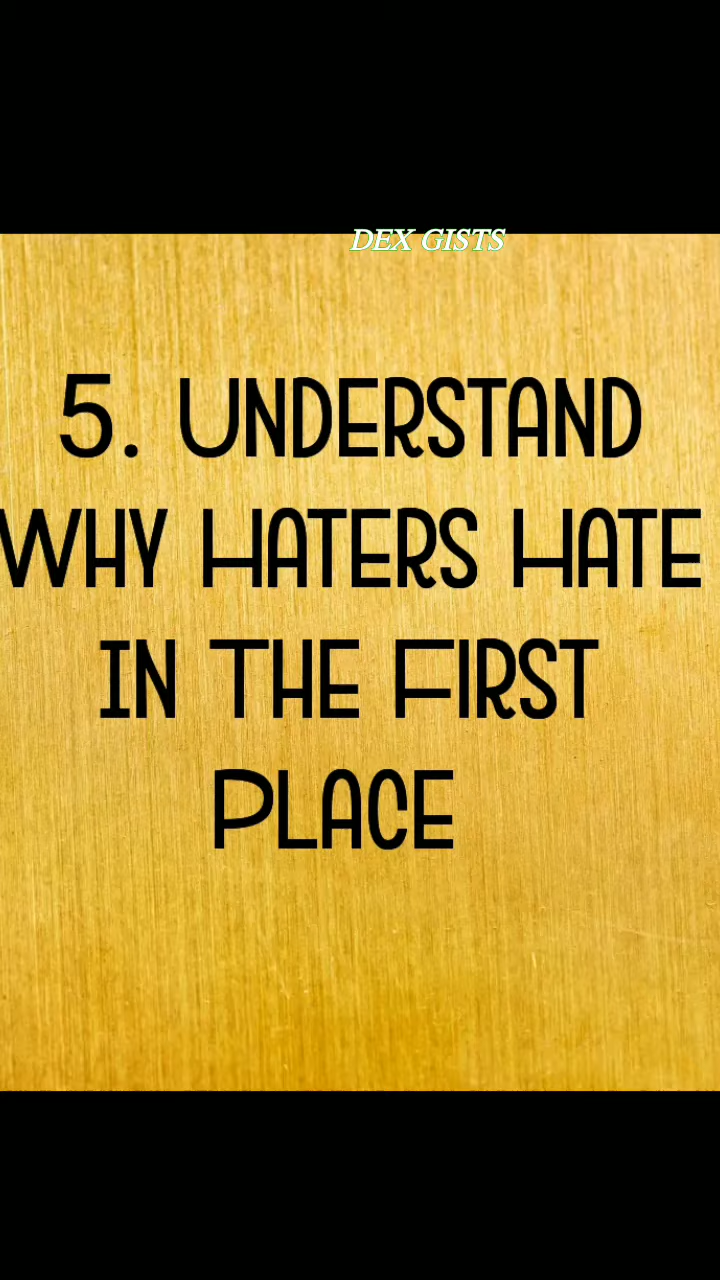 DEX GISTS
5. UNDERSTAND
WHY HATERS HATE
IN THE FIRST
PLACE